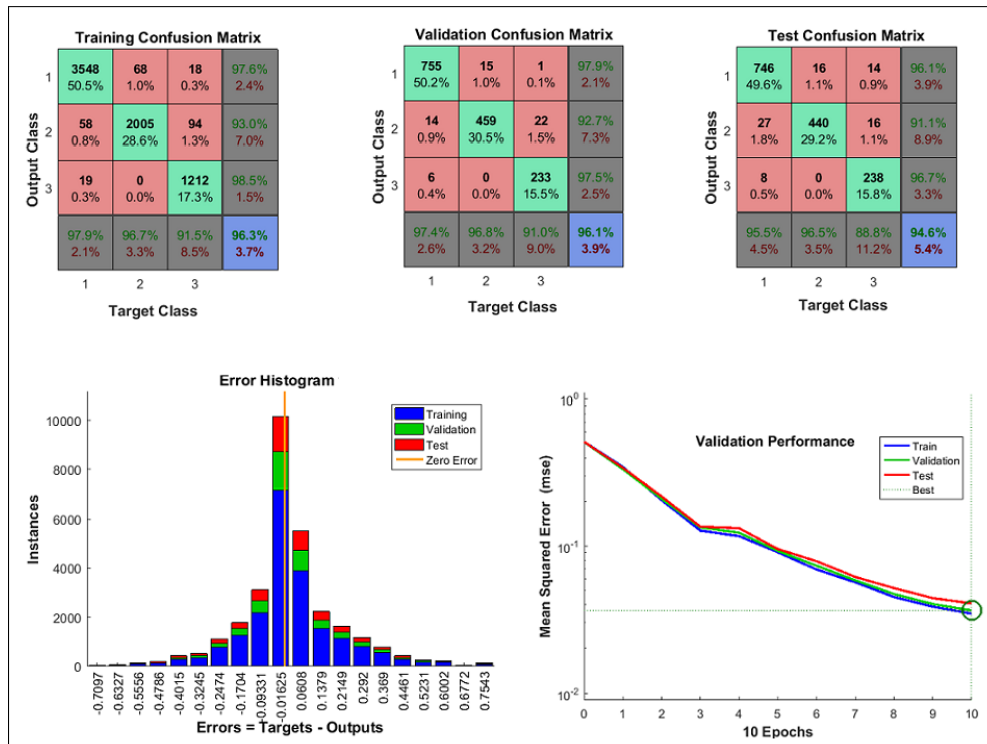 Training Confusion Matrix
1 3548 68 18 97.6%
50.5% 1.0% 0.3% 2.4%
2 58 2005 94 93.0%
0.8% 28.6% 1.3% 7.0%
3 19 0 1212 98.5%
0.3% 0.0% 17.3% 1.5%
97.9% 96.7% 91.5% 96.3%
2.1% 3.3% 8.5% 3.7%
1 2 3
Output Class
Target Class
Validation Confusion Matrix
1 755 15 1 97.9%
50.2% 1.0% 0.1% 2.1%
2 14 459 22 92.7%
0.9% 30.5% 1.5% 7.3%
3 6 0 233 97.5%
0.4% 0.0% 15.5% 2.5%
97.4% 96.8% 91.0% 96.1%
2.6% 3.2% 9.0% 3.9%
1 2 3
Output Class
Target Class
Test Confusion Matrix
1 746 16 14 96.1%
49.6% 1.1% 0.9% 3.9%
2 27 440 16 91.1%
1.8% 29.2% 1.1% 8.9%
3 8 0 238 96.7%
0.5% 0.0% 15.8% 3.3%
95.5% 96.5% 88.8% 94.6%
4.5% 3.5% 11.2% 5.4%
1 2 3
Output Class
Target Class
Error Histogram
10000
8000
6000
4000
2000
0
Instances
Training
Validation
Test
Zero Error
-0.7097
-0.6327
-0.5556
-0.4786
-0.4015
-0.3245
-0.2474
-0.1704
-0.09331
-0.01625
0.0608
0.1379
0.2149
0.292
0.369
0.4461
0.5231
0.6002
0.6772
0.7543
Errors = Targets - Outputs
Validation Performance
10^0
10^-1
10^-2
Mean Squared Error (mse)
Train
Validation
Test
Best
0 1 2 3 4 5 6 7 8 9 10
10 Epochs